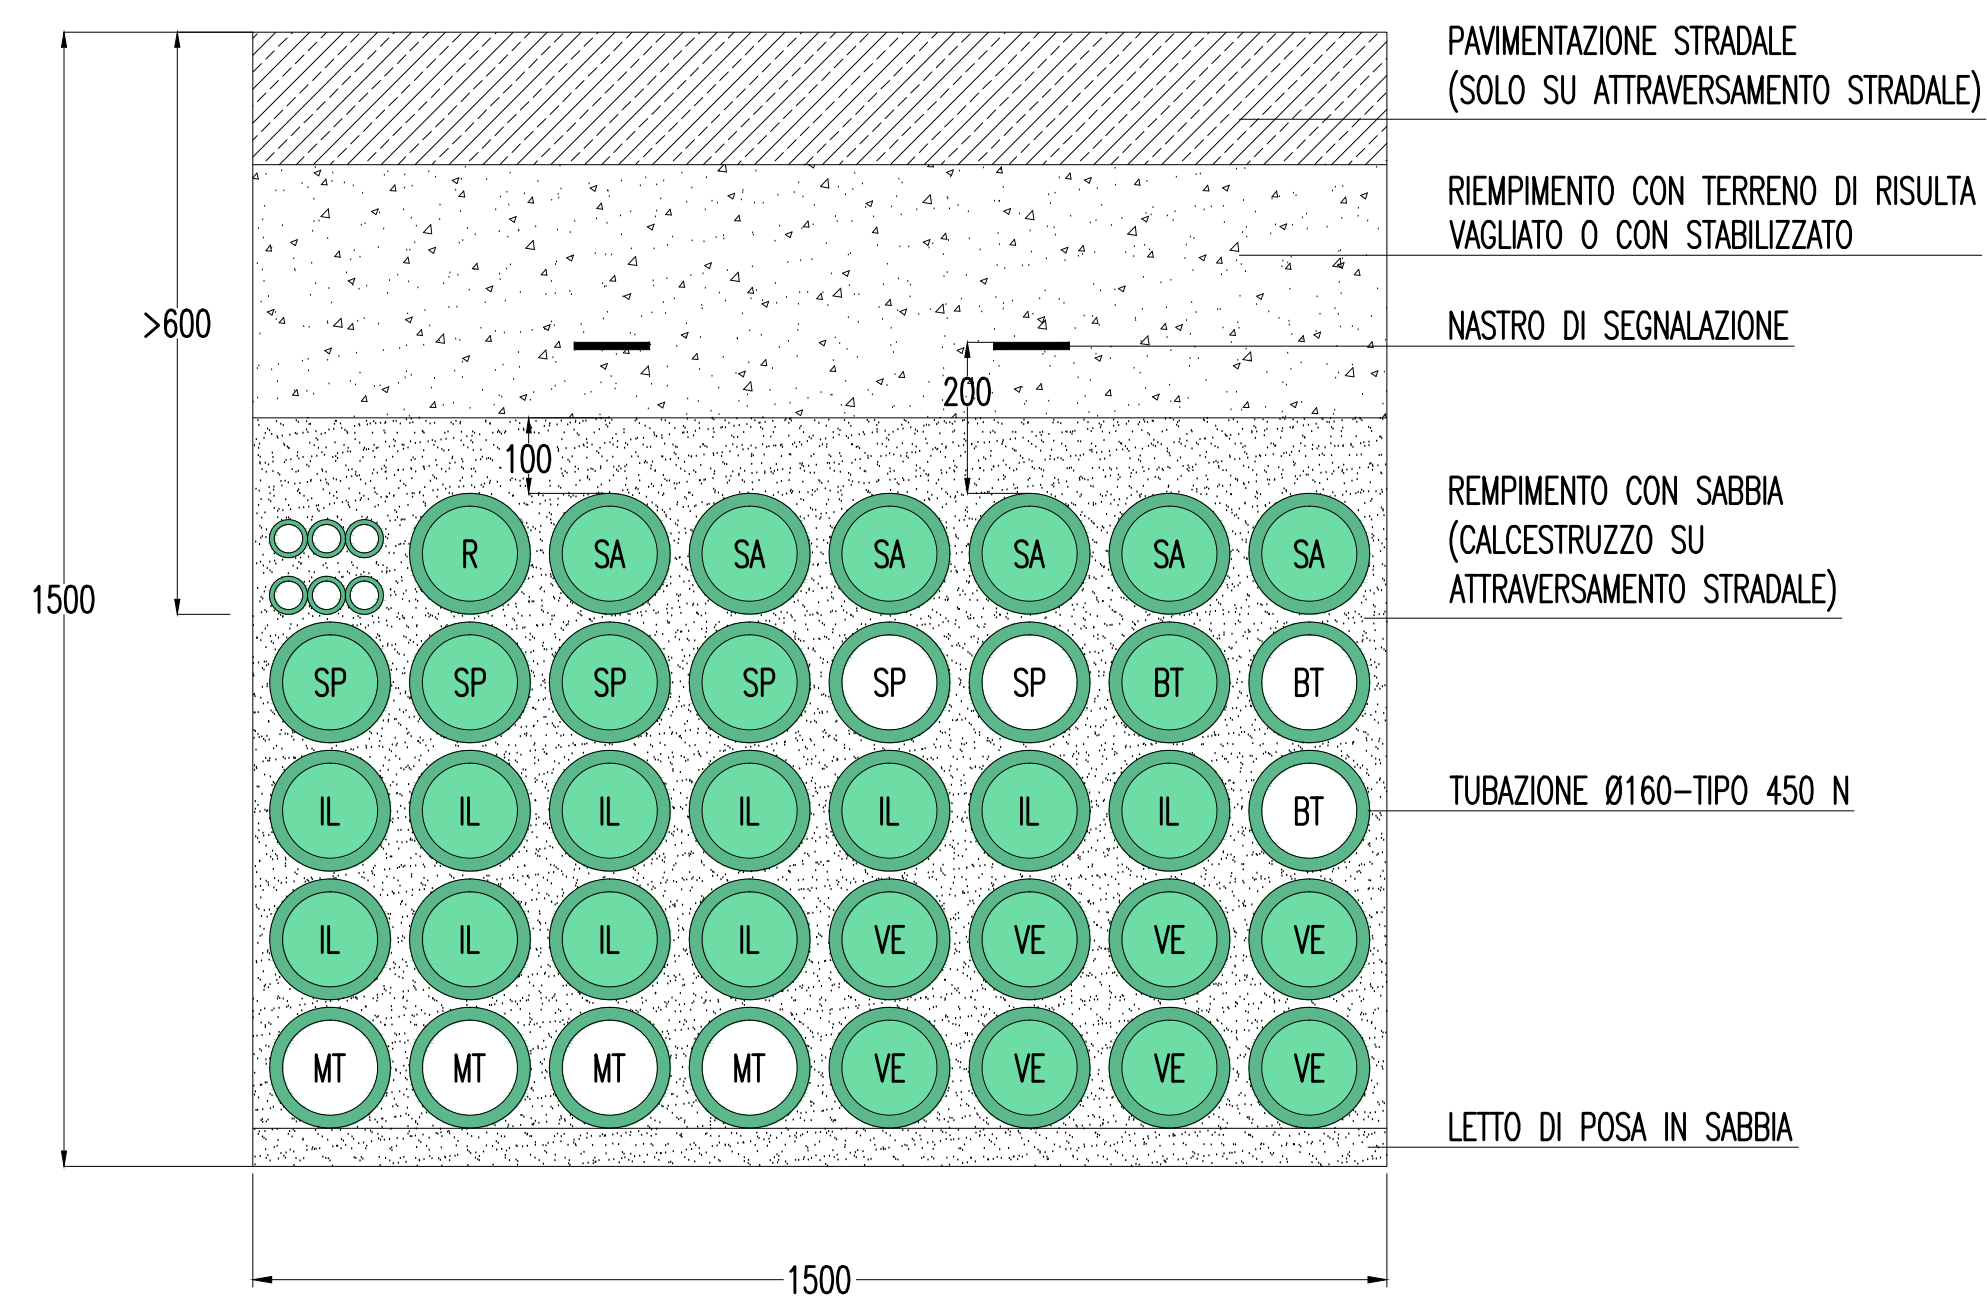 PAVIMENTAZIONE STRADALE
(SOLO SU ATTRAVERSAMENTO STRADALE)
RIEMPIMENTO CON TERRENO DI RISULTA
VAGLIATO O CON STABILIZZATO
>600
NASTRO DI SEGNALAZIONE
200
100
REMPIMENTO CON SABBIA
(CALCESTRUZZO SU
ATTRAVERSAMENTO STRADALE)
R SA SA SA SA SA SA
1500
SP SP SP SP SP SP BT BT
TUBAZIONE Ø160-TIPO 450 N
IL IL IL IL IL IL IL BT
IL IL IL IL VE VE VE VE
MT MT MT MT VE VE VE VE
LETTO DI POSA IN SABBIA
1500